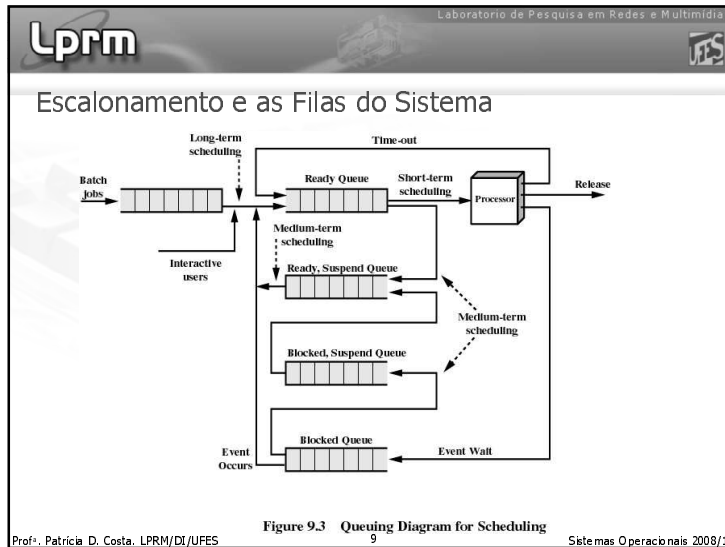 Laboratorio de Pesquisa em Redes e Multimídia
Lprm
UFES
Escalonamento e as Filas do Sistema
Long-term
scheduling
Time-out
Batch
jobs
Ready Queue
Short-term
scheduling
Processor
Release
Interactive
users
Medium-term
scheduling
Ready, Suspend Queue
Medium-term
scheduling
Blocked, Suspend Queue
Blocked Queue
Event
Occurs
Event Wait
Figure 9.3 Queuing Diagram for Scheduling
Profª. Patrícia D. Costa. LPRM/DI/UFES
9
Sistemas Operacionais 2008/1